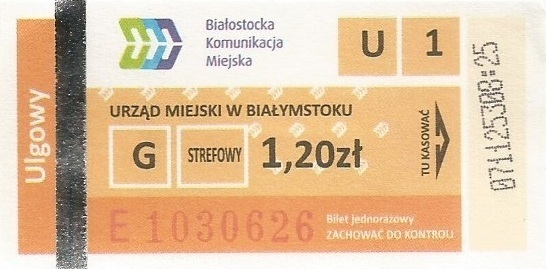 Ulgowy
Białostocka
Komunikacja
Miejska
U 1
URZĄD MIEJSKI W BIAŁYMSTOKU
G STREFOWY 1,20zł
TU KASOWAĆ
E 1030626
Bilet jednorazowy
ZACHOWAĆ DO KONTROLI
071125308:25